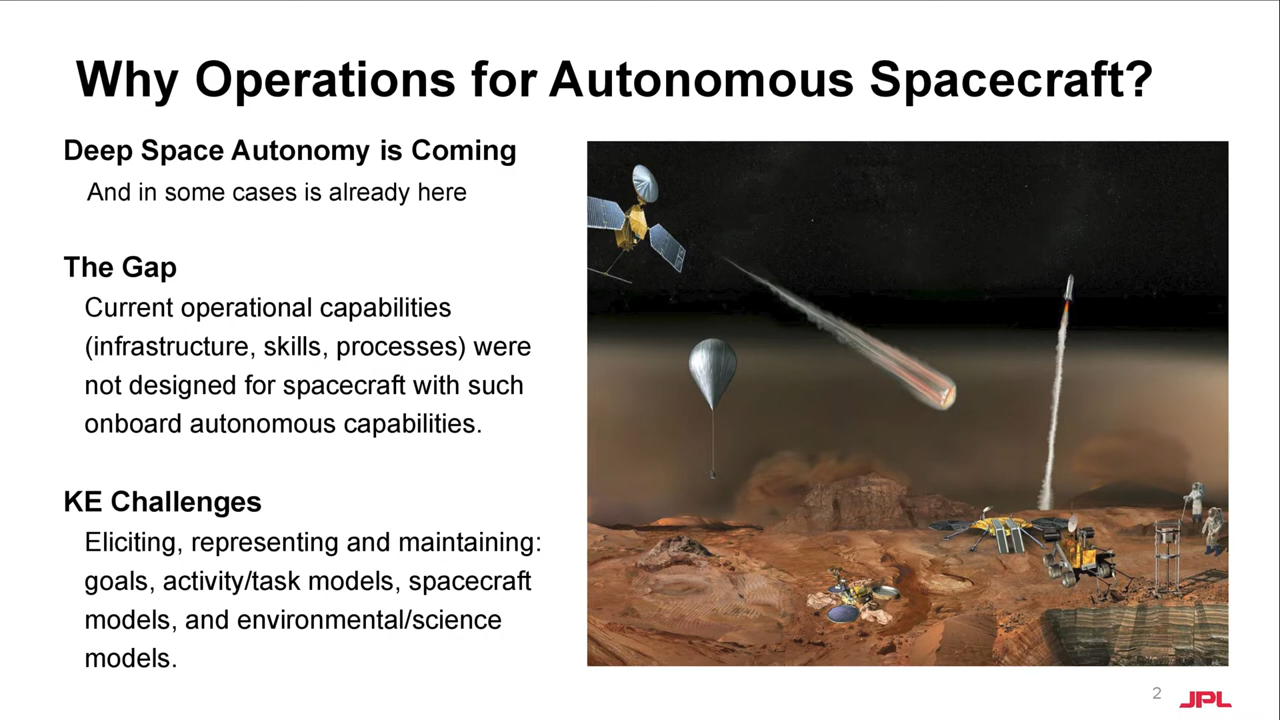 Why Operations for Autonomous Spacecraft?
Deep Space Autonomy is Coming
And in some cases is already here
The Gap
Current operational capabilities
(infrastructure, skills, processes) were
not designed for spacecraft with such
onboard autonomous capabilities.
KE Challenges
Eliciting, representing and maintaining:
goals, activity/task models, spacecraft
models, and environmental/science
models.
2
JPL